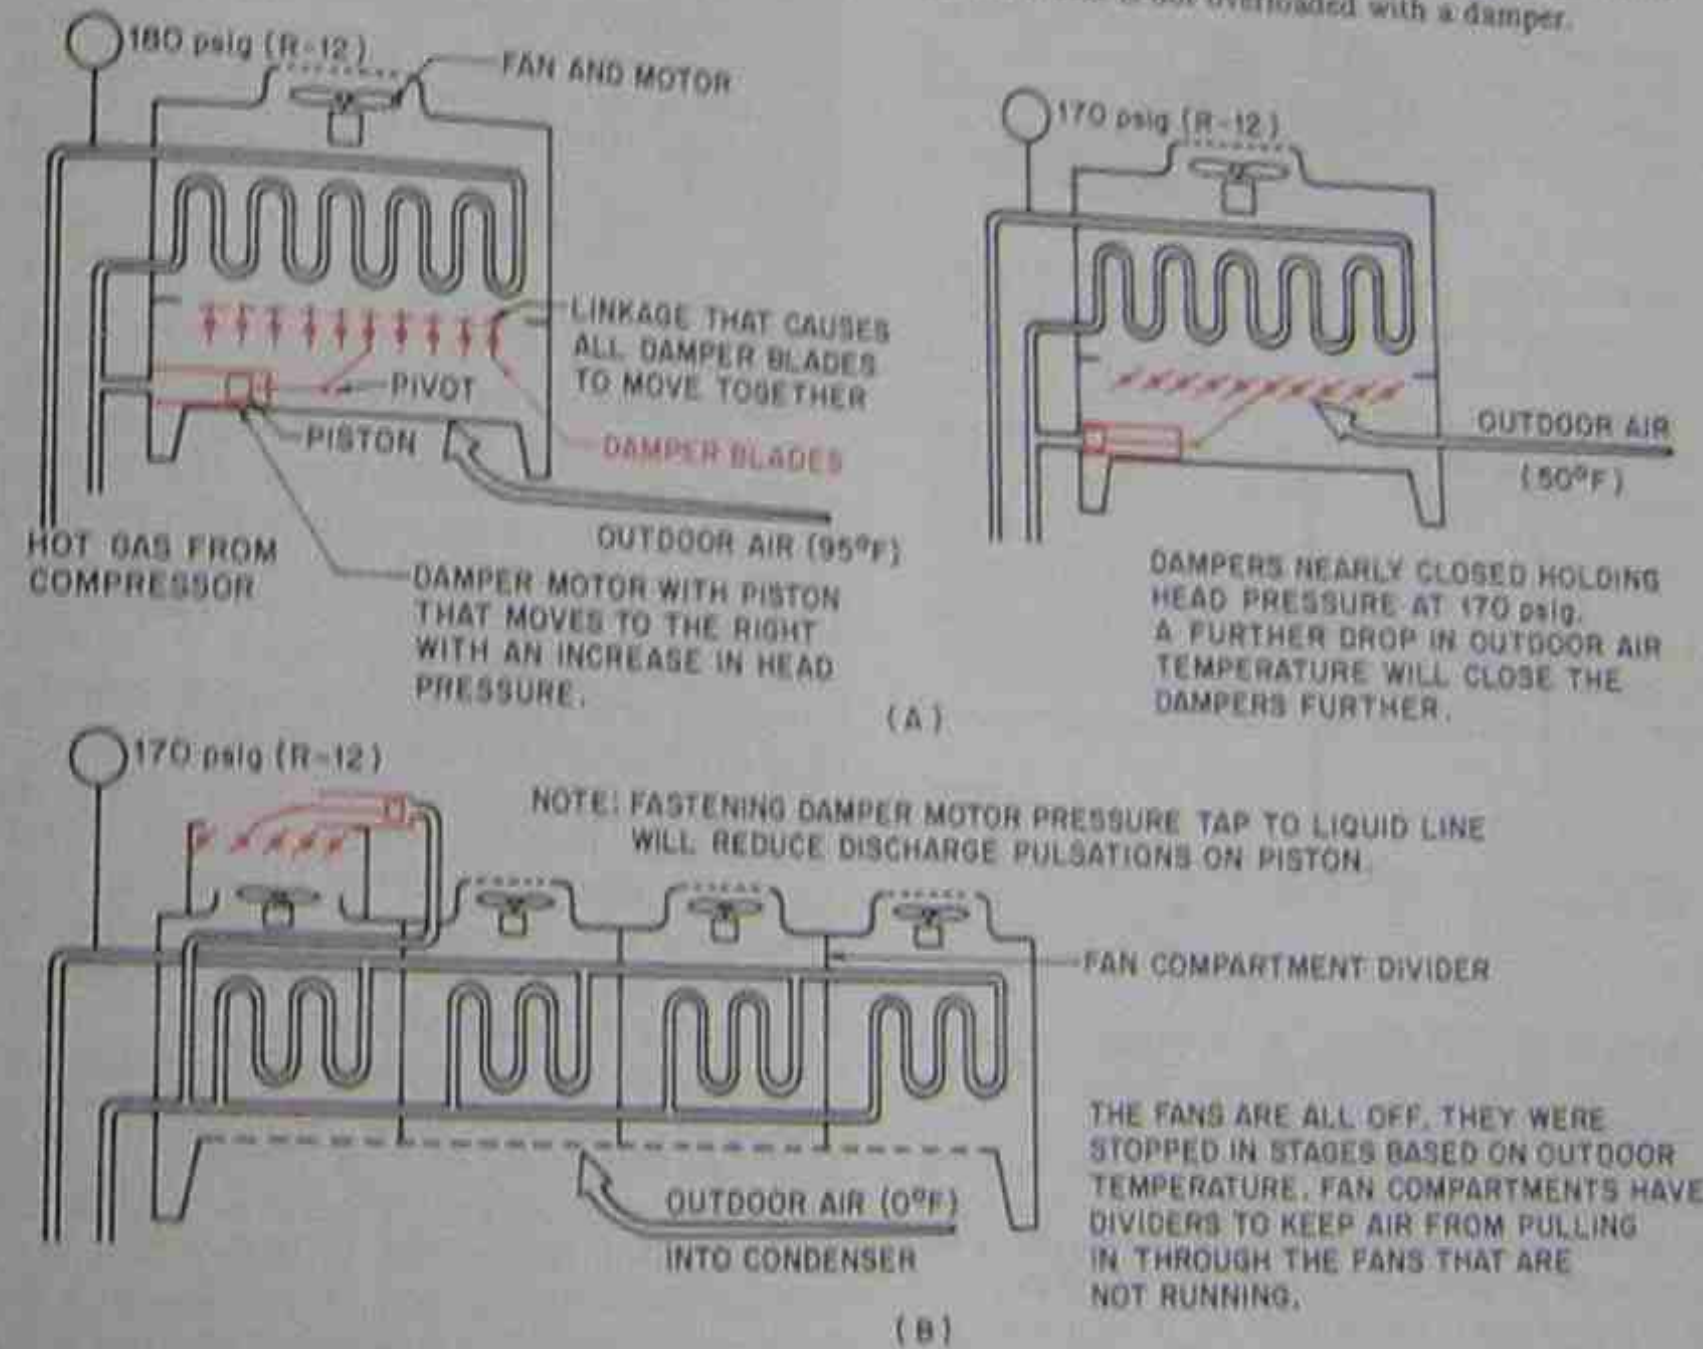 not overloaded with a damper.
180 psig (R-12)
FAN AND MOTOR
LINKAGE THAT CAUSES
ALL DAMPER BLADES
TO MOVE TOGETHER
PIVOT
PISTON
DAMPER BLADES
OUTDOOR AIR (95°F)
HOT GAS FROM
COMPRESSOR
DAMPER MOTOR WITH PISTON
THAT MOVES TO THE RIGHT
WITH AN INCREASE IN HEAD
PRESSURE.
170 psig (R-12)
OUTDOOR AIR
(50°F)
DAMPERS NEARLY CLOSED HOLDING
HEAD PRESSURE AT 170 psig.
A FURTHER DROP IN OUTDOOR AIR
TEMPERATURE WILL CLOSE THE
DAMPERS FURTHER.
(A)
170 psig (R-12)
NOTE: FASTENING DAMPER MOTOR PRESSURE TAP TO LIQUID LINE
WILL REDUCE DISCHARGE PULSATIONS ON PISTON.
FAN COMPARTMENT DIVIDER
OUTDOOR AIR (0°F)
INTO CONDENSER
THE FANS ARE ALL OFF. THEY WERE
STOPPED IN STAGES BASED ON OUTDOOR
TEMPERATURE. FAN COMPARTMENTS HAVE
DIVIDERS TO KEEP AIR FROM PULLING
IN THROUGH THE FANS THAT ARE
NOT RUNNING.
(B)